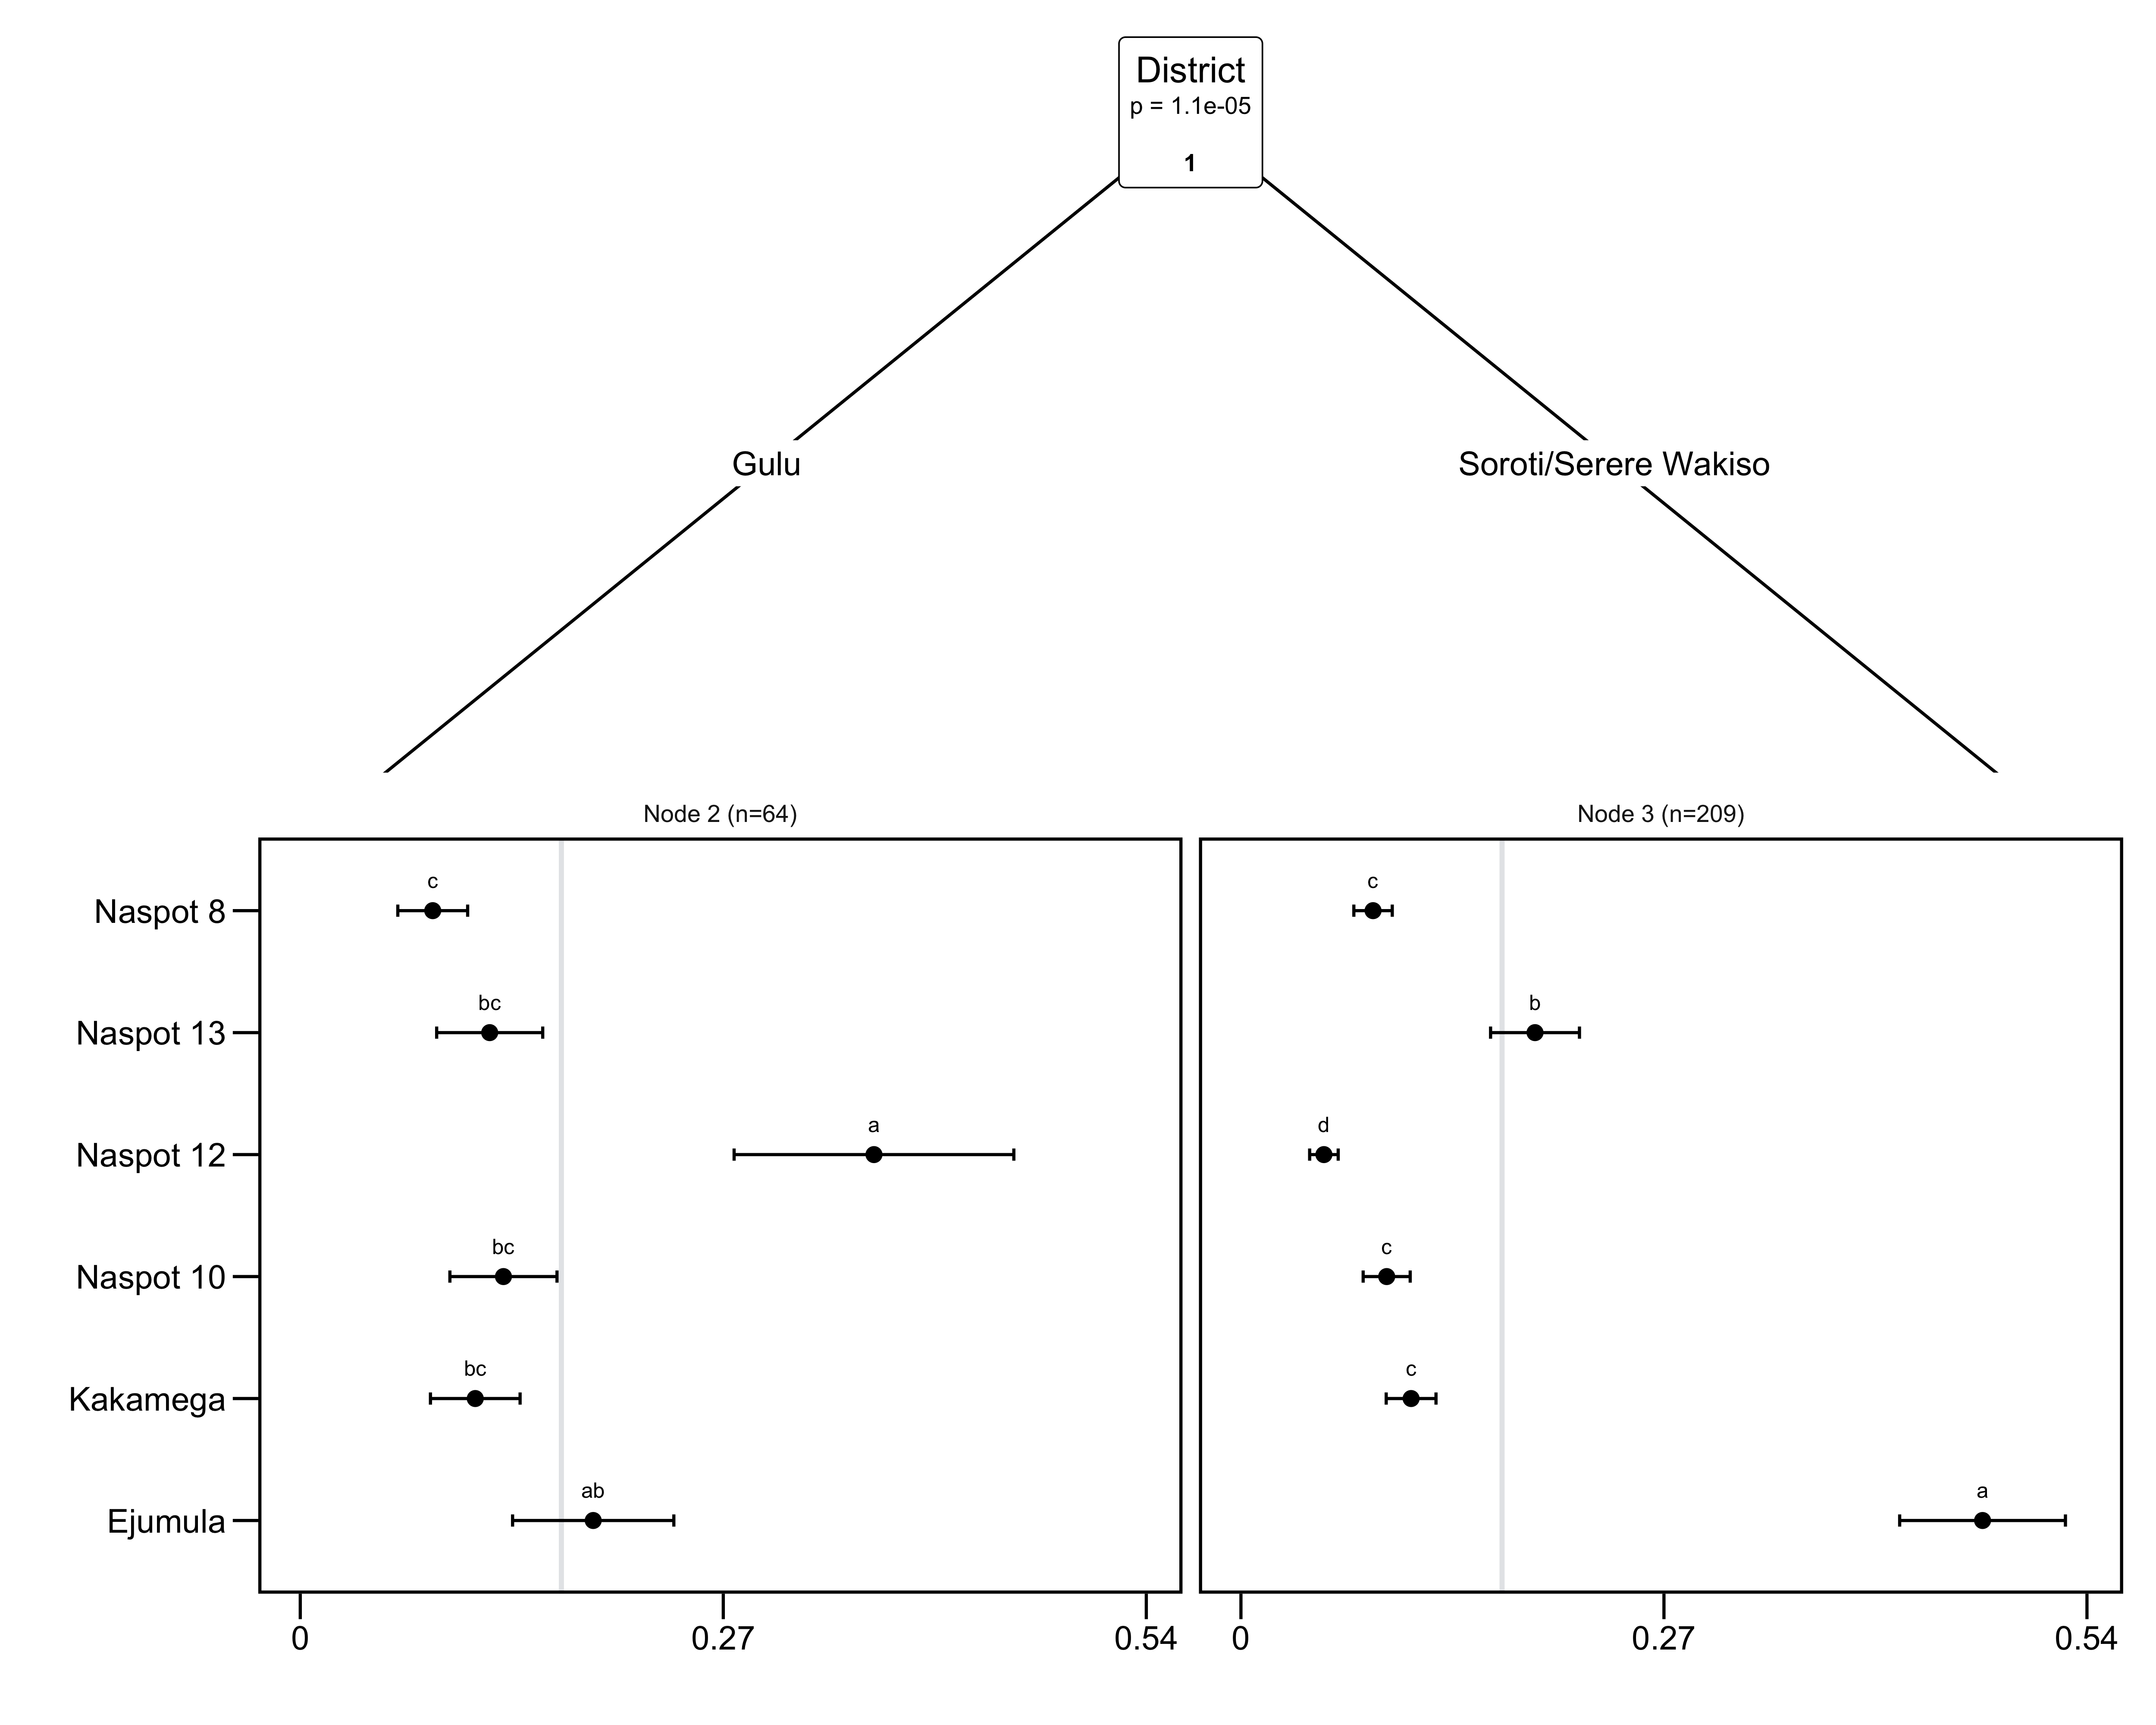 District
p = 1.1e-05
1
Gulu
Soroti/Serere Wakiso
Node 2 (n=64)
Node 3 (n=209)
Naspot 8
c
c
Naspot 13
bc
b
Naspot 12
a
d
Naspot 10
bc
c
Kakamega
bc
c
Ejumula
ab
a
0
0.27
0.54
0
0.27
0.54